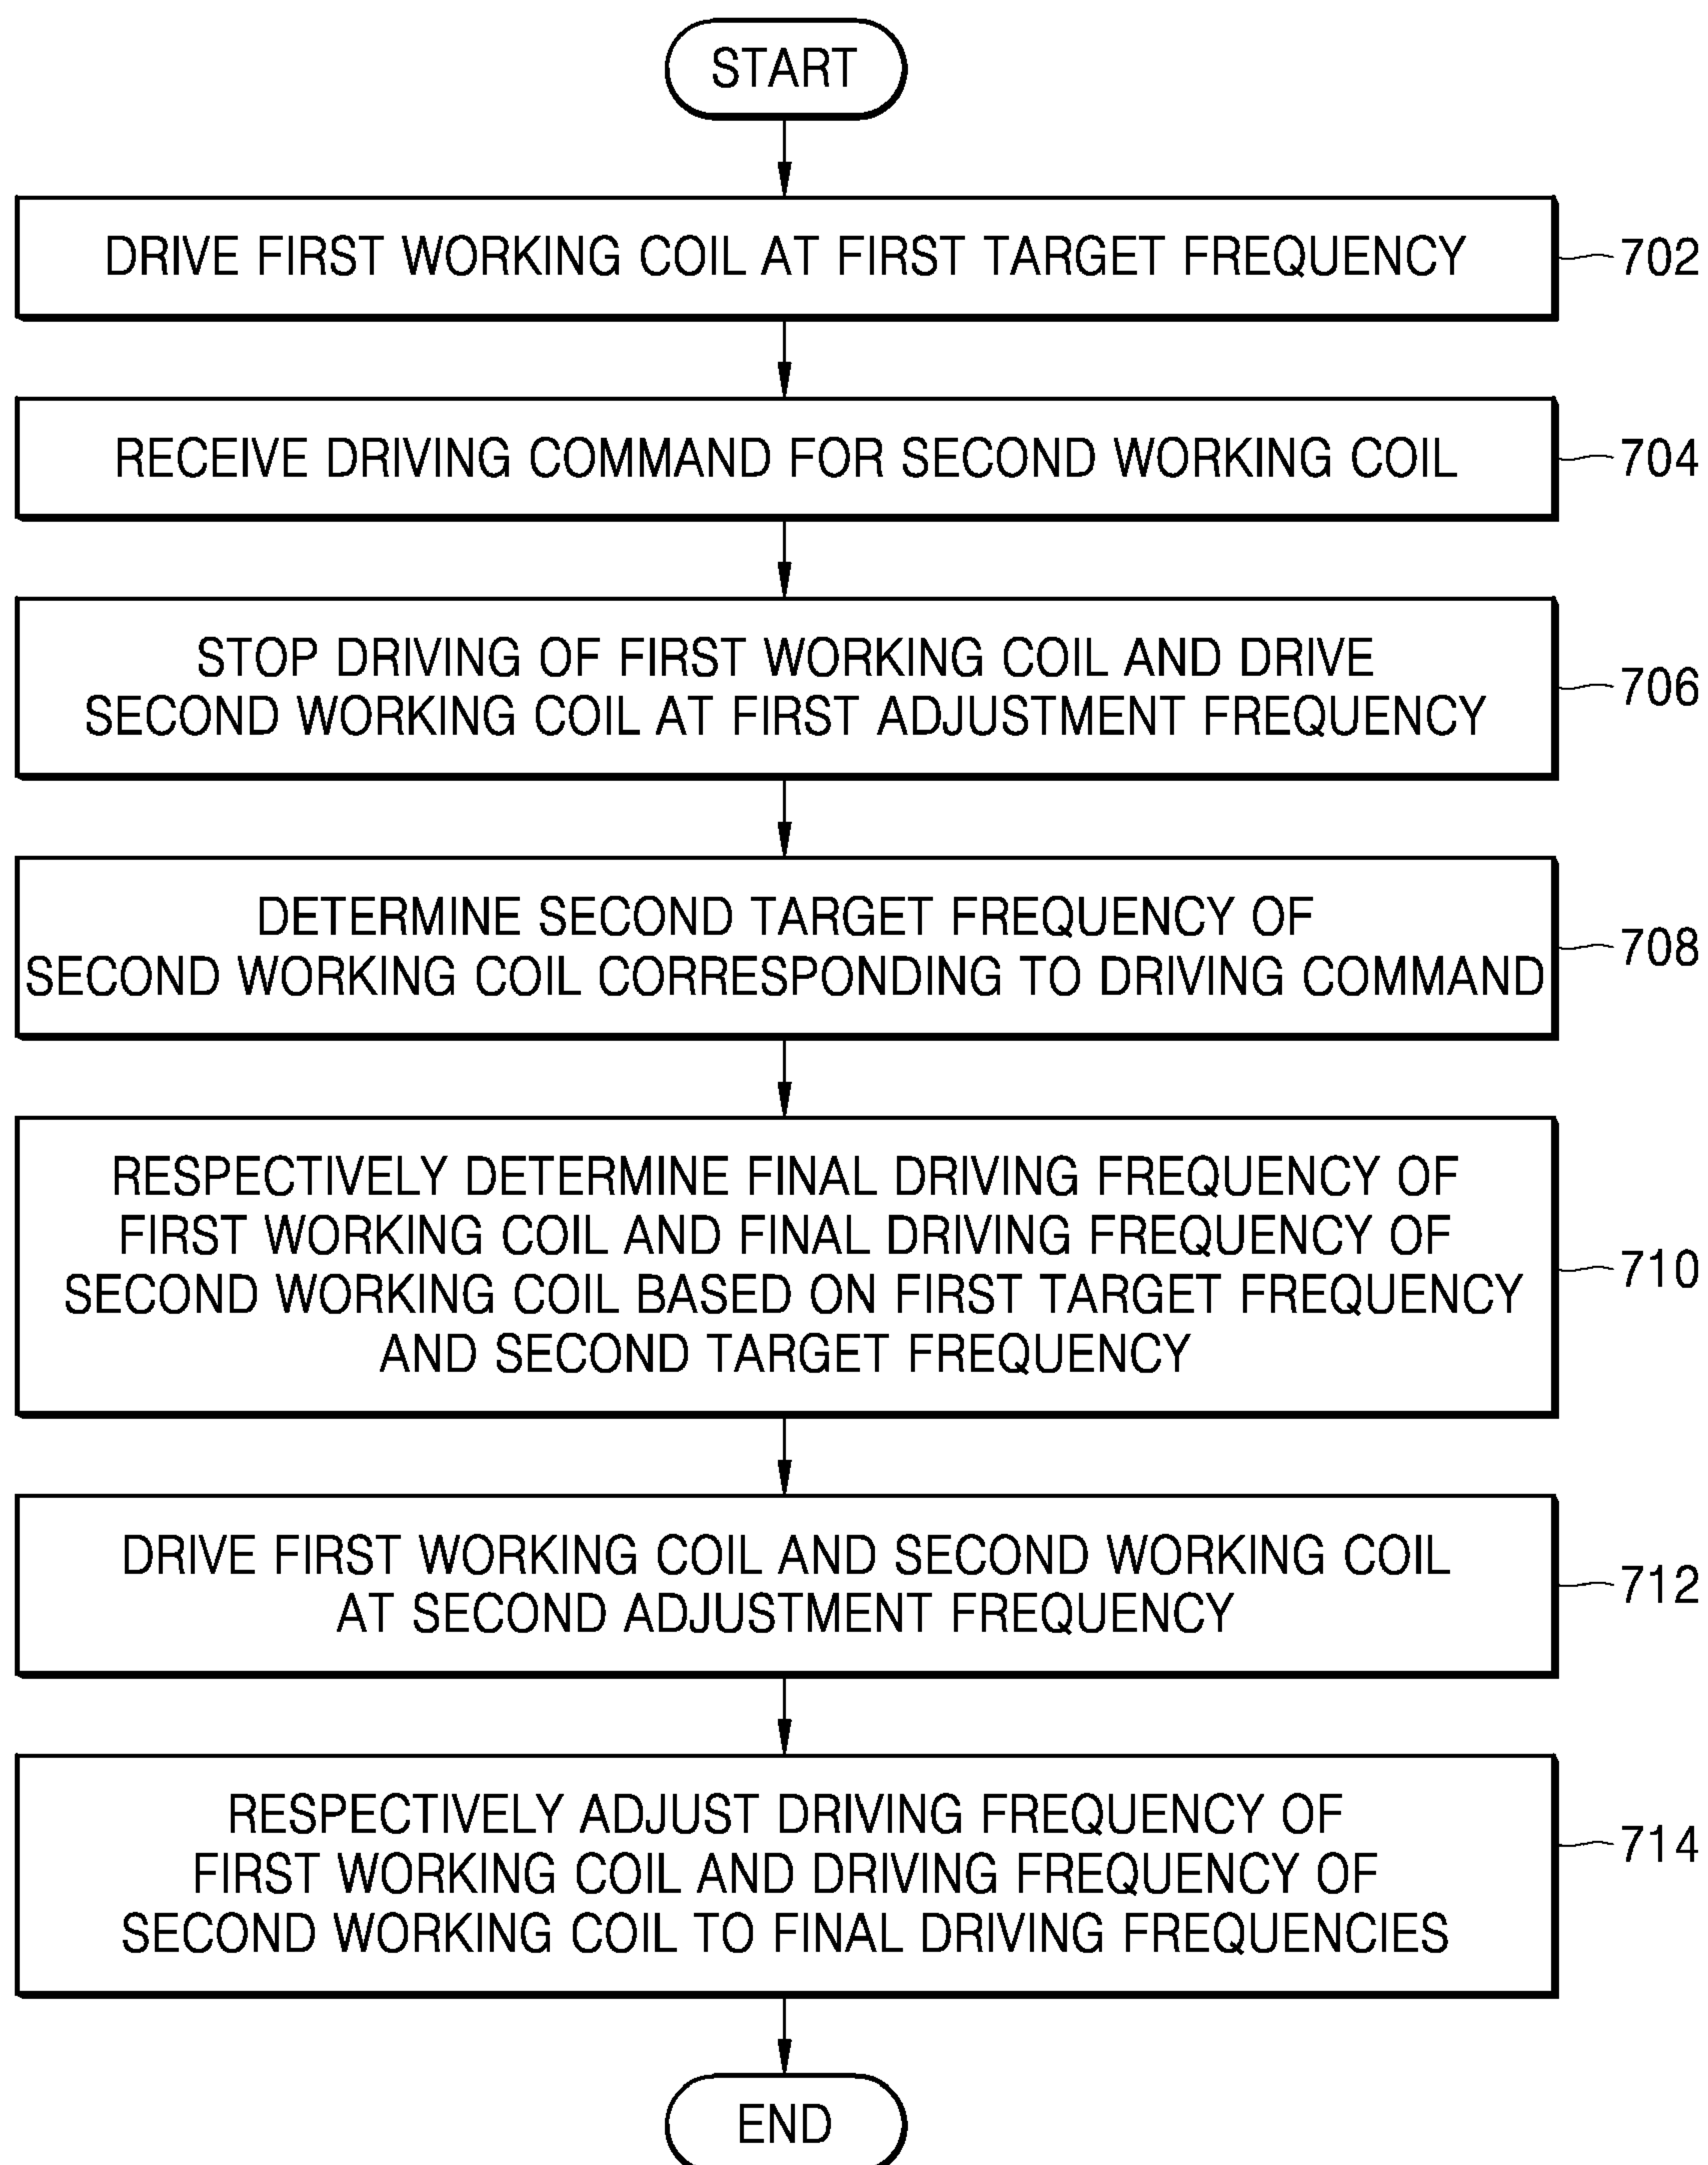 START
DRIVE FIRST WORKING COIL AT FIRST TARGET FREQUENCY
702
RECEIVE DRIVING COMMAND FOR SECOND WORKING COIL
704
STOP DRIVING OF FIRST WORKING COIL AND DRIVE
SECOND WORKING COIL AT FIRST ADJUSTMENT FREQUENCY
706
DETERMINE SECOND TARGET FREQUENCY OF
SECOND WORKING COIL CORRESPONDING TO DRIVING COMMAND
708
RESPECTIVELY DETERMINE FINAL DRIVING FREQUENCY OF
FIRST WORKING COIL AND FINAL DRIVING FREQUENCY OF
SECOND WORKING COIL BASED ON FIRST TARGET FREQUENCY
AND SECOND TARGET FREQUENCY
710
DRIVE FIRST WORKING COIL AND SECOND WORKING COIL
AT SECOND ADJUSTMENT FREQUENCY
712
RESPECTIVELY ADJUST DRIVING FREQUENCY OF
FIRST WORKING COIL AND DRIVING FREQUENCY OF
SECOND WORKING COIL TO FINAL DRIVING FREQUENCIES
714
END